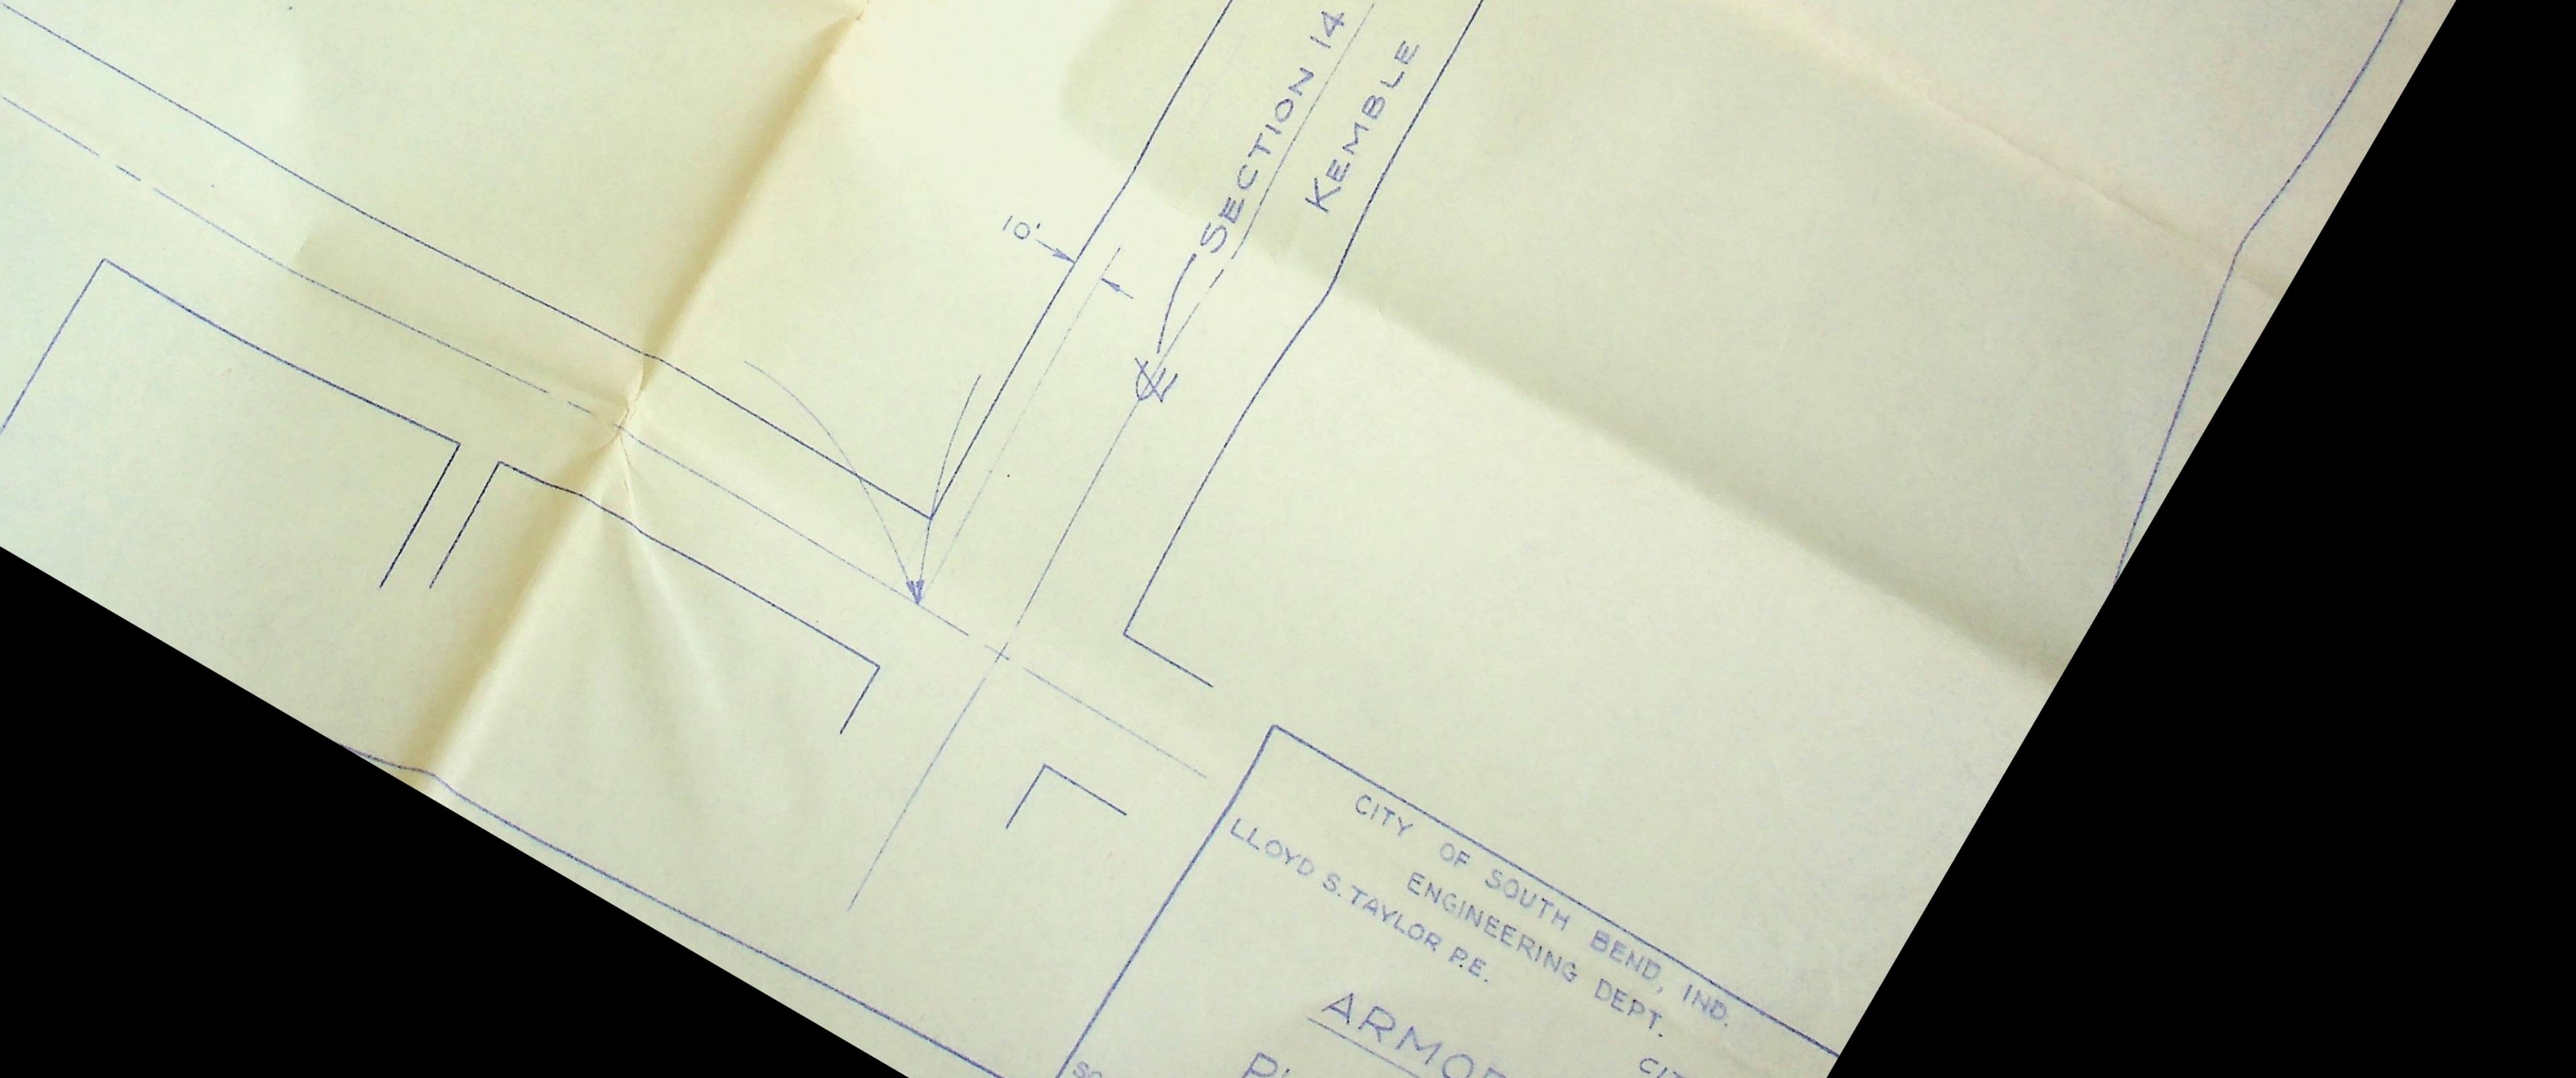 SECTION 14
KEMBLE
10'
℄
CITY OF SOUTH BEND, IND.
ENGINEERING DEPT.
LLOYD S. TAYLOR P.E.